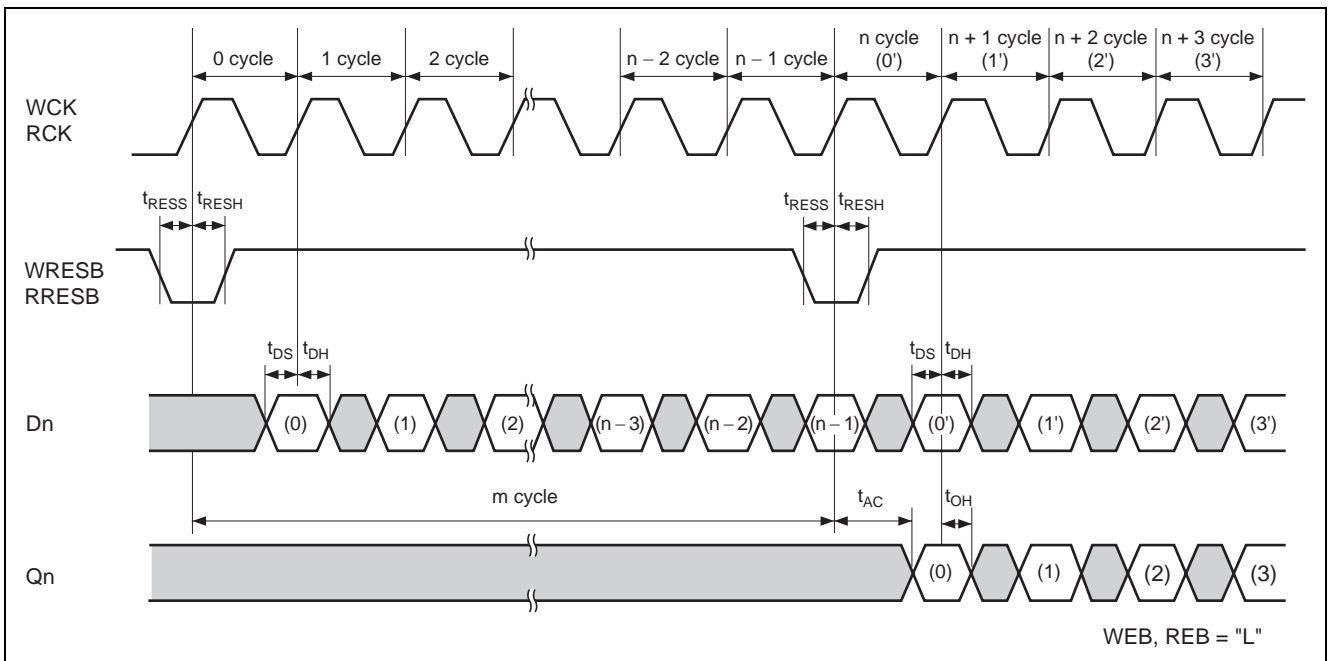 0 cycle 1 cycle 2 cycle n − 2 cycle n − 1 cycle n cycle (0') n + 1 cycle (1') n + 2 cycle (2') n + 3 cycle (3')
WCK
RCK
tRESS tRESH tRESS tRESH
WRESB
RRESB
tDS tDH tDS tDH
Dn (0) (1) (2) (n − 3) (n − 2) (n − 1) (0') (1') (2') (3')
m cycle tAC tOH
Qn (0) (1) (2) (3)
WEB, REB = "L"